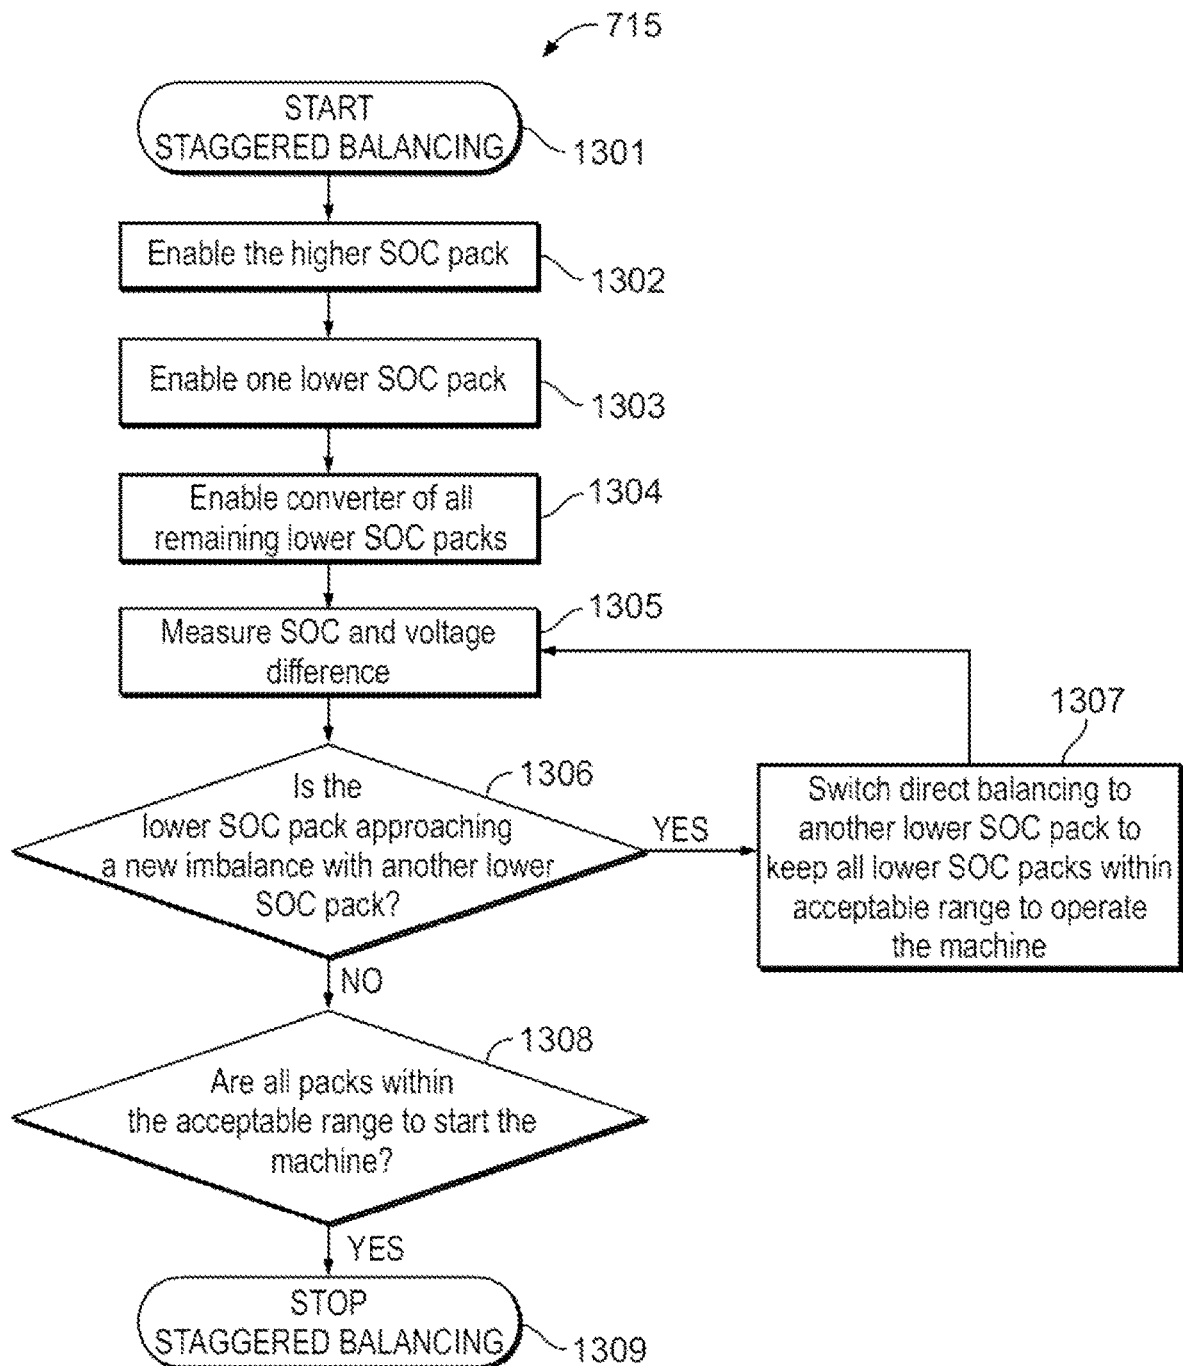 715
START
STAGGERED BALANCING
1301
Enable the higher SOC pack
1302
Enable one lower SOC pack
1303
Enable converter of all
remaining lower SOC packs
1304
Measure SOC and voltage
difference
1305
Is the
lower SOC pack approaching
a new imbalance with another lower
SOC pack?
1306
YES
Switch direct balancing to
another lower SOC pack to
keep all lower SOC packs within
acceptable range to operate
the machine
1307
NO
Are all packs within
the acceptable range to start the
machine?
1308
YES
STOP
STAGGERED BALANCING
1309